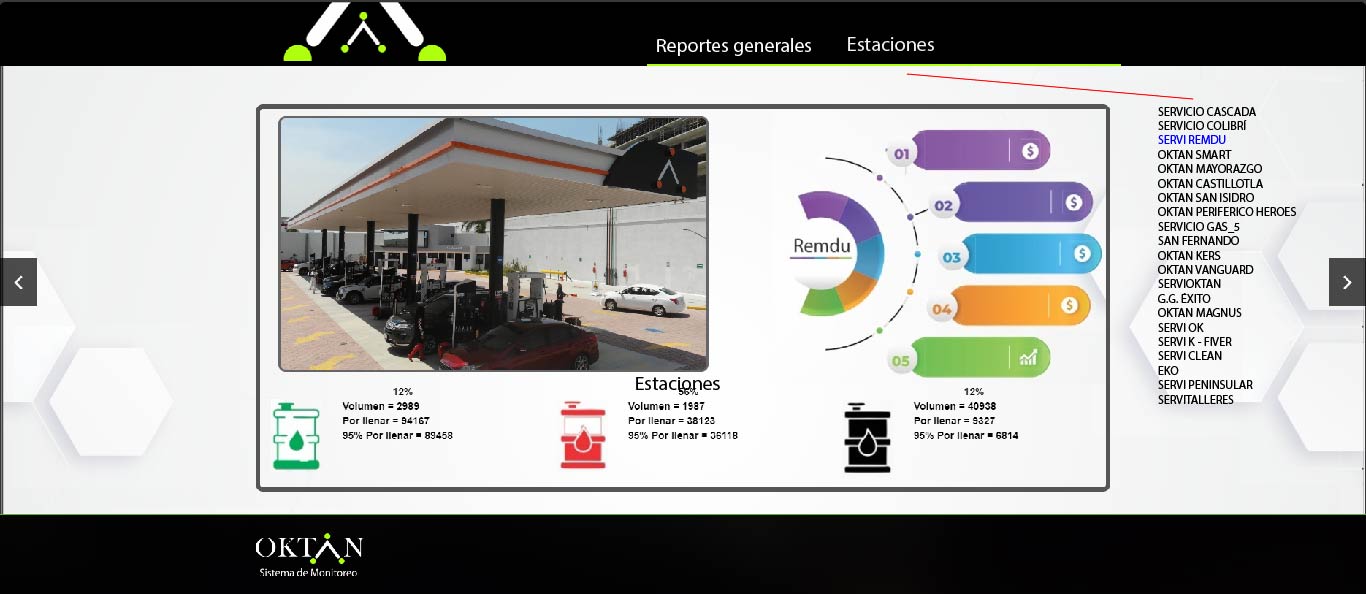 Reportes generales
Estaciones
SERVICIO CASCADA
SERVICIO COLIBRÍ
SERVI REMDU
OKTAN SMART
OKTAN MAYORAZGO
OKTAN CASTILLOTLA
OKTAN SAN ISIDRO
OKTAN PERIFERICO HEROES
SERVICIO GAS_5
SAN FERNANDO
OKTAN KERS
OKTAN VANGUARD
SERVIOKTAN
G.G. ÉXITO
OKTAN MAGNUS
SERVI OK
SERVI K - FIVER
SERVI CLEAN
EKO
SERVI PENINSULAR
SERVITALLERES
Remdu
01
$
02
$
03
$
04
$
05
Estaciones
12%
Volumen = 2989
Por llenar = 94167
95% Por llenar = 89458
56%
Volumen = 1987
Por llenar = 38123
95% Por llenar = 36118
12%
Volumen = 40938
Por llenar = 9327
95% Por llenar = 6814
OKTAN
Sistema de Monitoreo